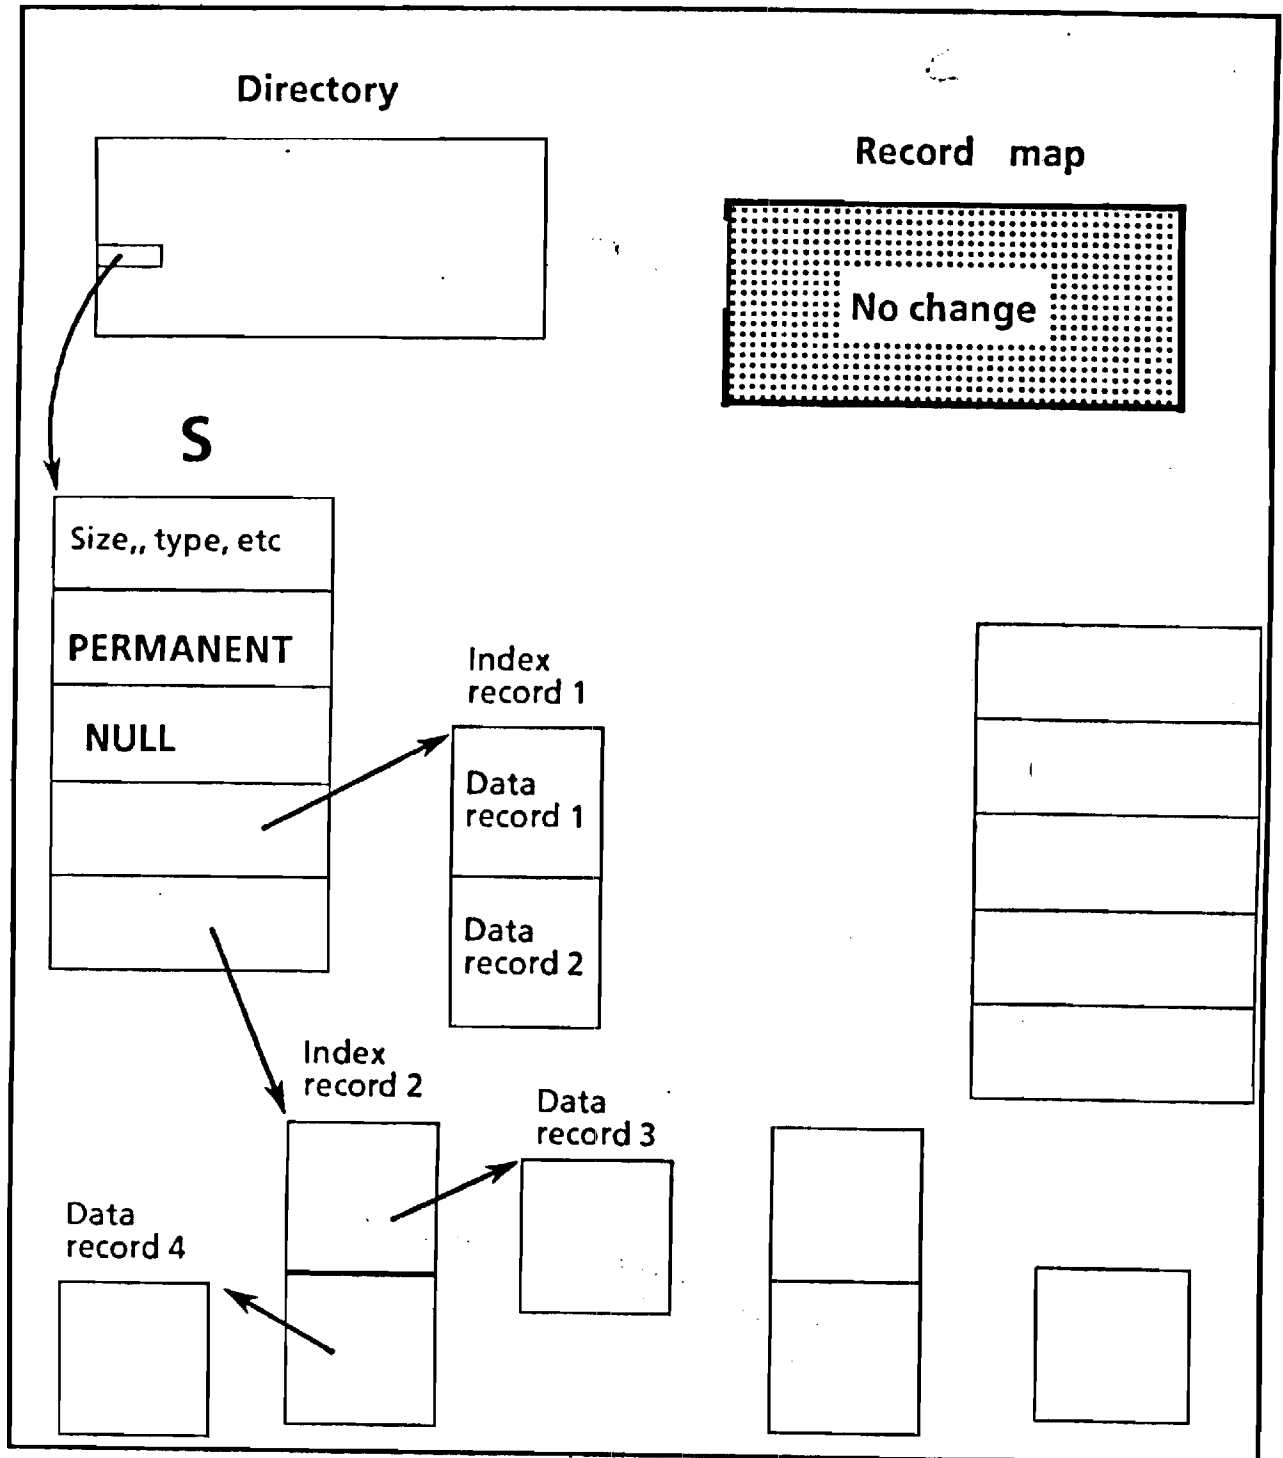 Directory
Record map
No change
S
Size,, type, etc
PERMANENT
NULL
Index
record 1
Data
record 1
Data
record 2
Index
record 2
Data
record 3
Data
record 4